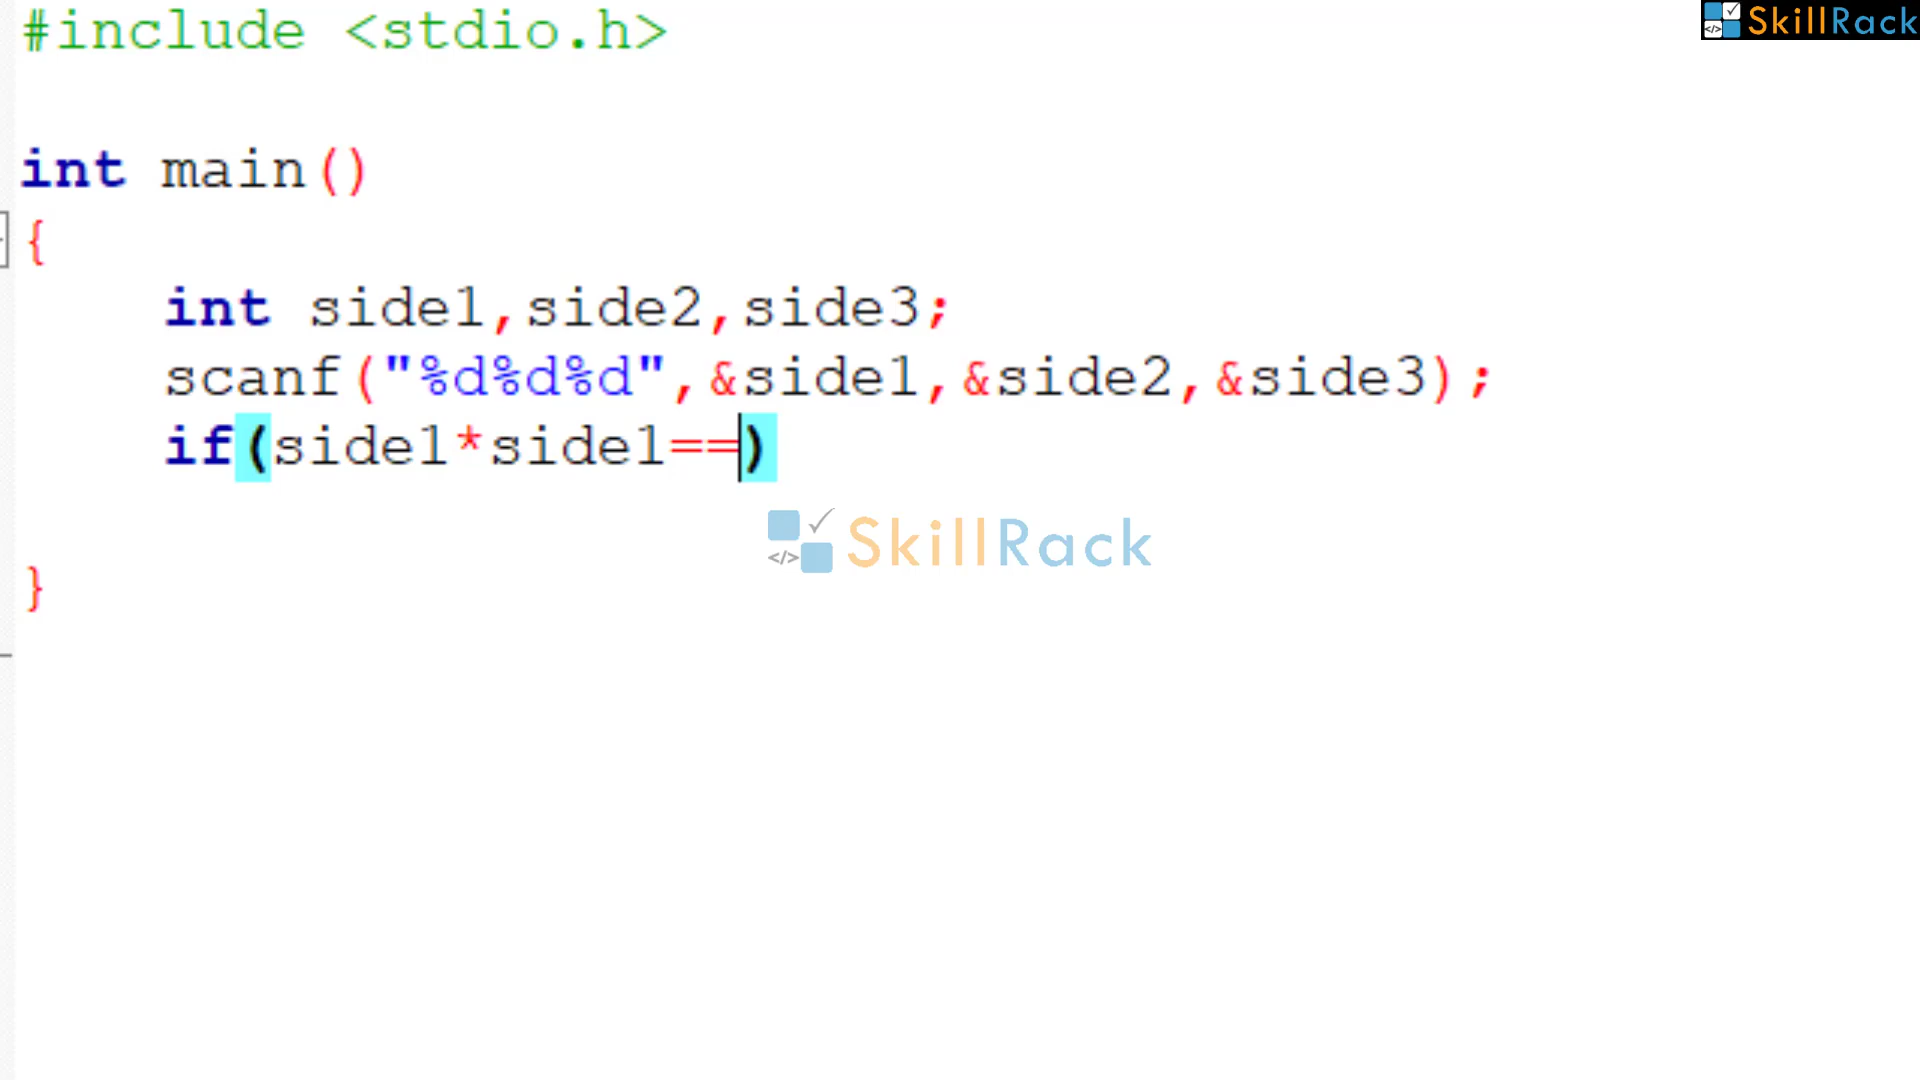 #include <stdio.h>
SkillRack
int main()
{
int side1,side2,side3;
scanf("%d%d%d",&side1,&side2,&side3);
if(side1*side1==)
SkillRack
}